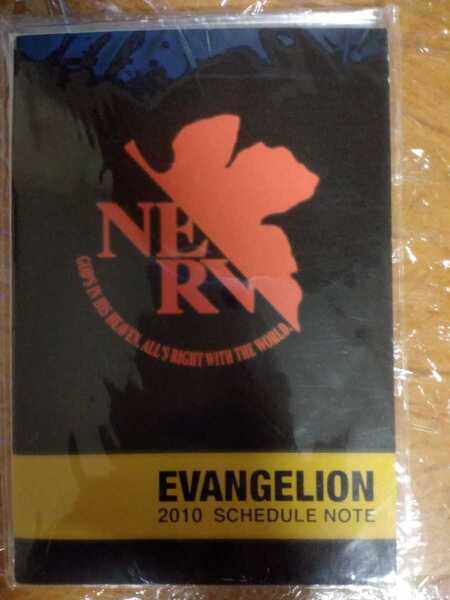 NERV
GOD'S IN HIS HEAVEN. ALL'S RIGHT WITH THE WORLD.
EVANGELION
2010 SCHEDULE NOTE